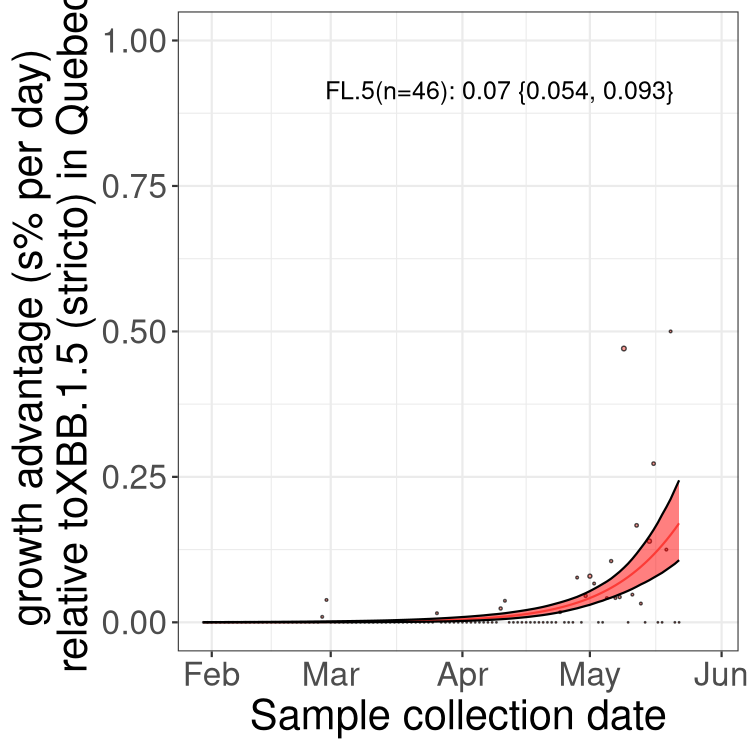 growth advantage (s% per day)
relative toXBB.1.5 (stricto) in Quebec
1.00
0.75
0.50
0.25
0.00
FL.5(n=46): 0.07 {0.054, 0.093}
Feb Mar Apr May Jun
Sample collection date